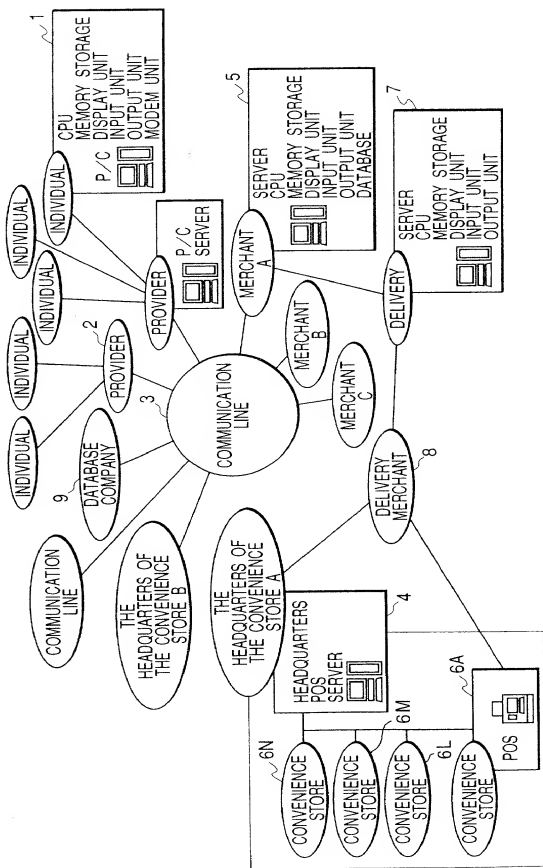 INDIVIDUAL
INDIVIDUAL
INDIVIDUAL
INDIVIDUAL
INDIVIDUAL
1
P/C
CPU
MEMORY STORAGE
DISPLAY UNIT
INPUT UNIT
OUTPUT UNIT
MODEM UNIT
2
PROVIDER
PROVIDER
P/C
SERVER
9
DATABASE
COMPANY
COMMUNICATION
LINE
3
COMMUNICATION
LINE
5
MERCHANT
A
SERVER
CPU
MEMORY STORAGE
DISPLAY UNIT
INPUT UNIT
OUTPUT UNIT
DATABASE
MERCHANT
B
MERCHANT
C
THE
HEADQUARTERS OF
THE CONVENIENCE
STORE B
THE
HEADQUARTERS OF
THE CONVENIENCE
STORE A
4
HEADQUARTERS
POS
SERVER
7
DELIVERY
SERVER
CPU
MEMORY STORAGE
DISPLAY UNIT
INPUT UNIT
OUTPUT UNIT
DELIVERY
MERCHANT
8
6N
CONVENIENCE
STORE
6M
CONVENIENCE
STORE
6L
CONVENIENCE
STORE
6A
CONVENIENCE
STORE
POS